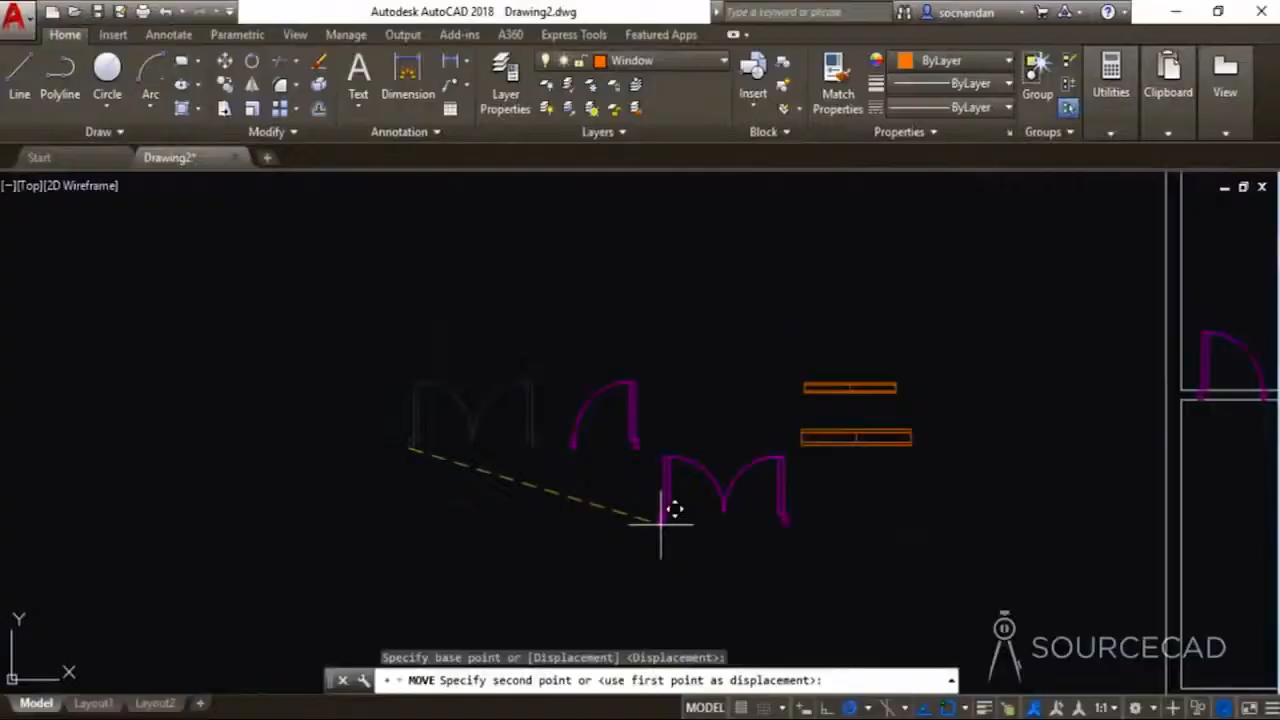 Autodesk AutoCAD 2018 Drawing2.dwg
Type a keyword or phrase
socnandan
Home Insert Annotate Parametric View Manage Output Add-ins A360 Express Tools Featured Apps
Window
ByLayer
ByLayer
ByLayer
Line Polyline Circle Arc Text Dimension Layer Properties Insert Match Properties Group Utilities Clipboard View
Draw Modify Annotation Layers Block Properties Groups
Start Drawing2*
[−][Top][2D Wireframe]
Y
X
SOURCECAD
Specify base point or [Displacement] <Displacement>:
MOVE Specify second point or <use first point as displacement>:
Model Layout1 Layout2 + MODEL 1:1